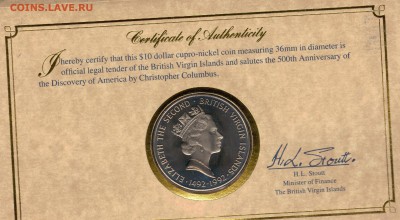 COINS.LAVE.RU
Certificate of Authenticity
I hereby certify that this $10 dollar cupro-nickel coin measuring 36mm in diameter is
official legal tender of the British Virgin Islands and salutes the 500th Anniversary of
the Discovery of America by Christopher Columbus.
ELIZABETH THE SECOND · BRITISH VIRGIN ISLANDS
· 1492-1992 ·
H.L. Stoutt
H.L. Stoutt
Minister of Finance
The British Virgin Islands